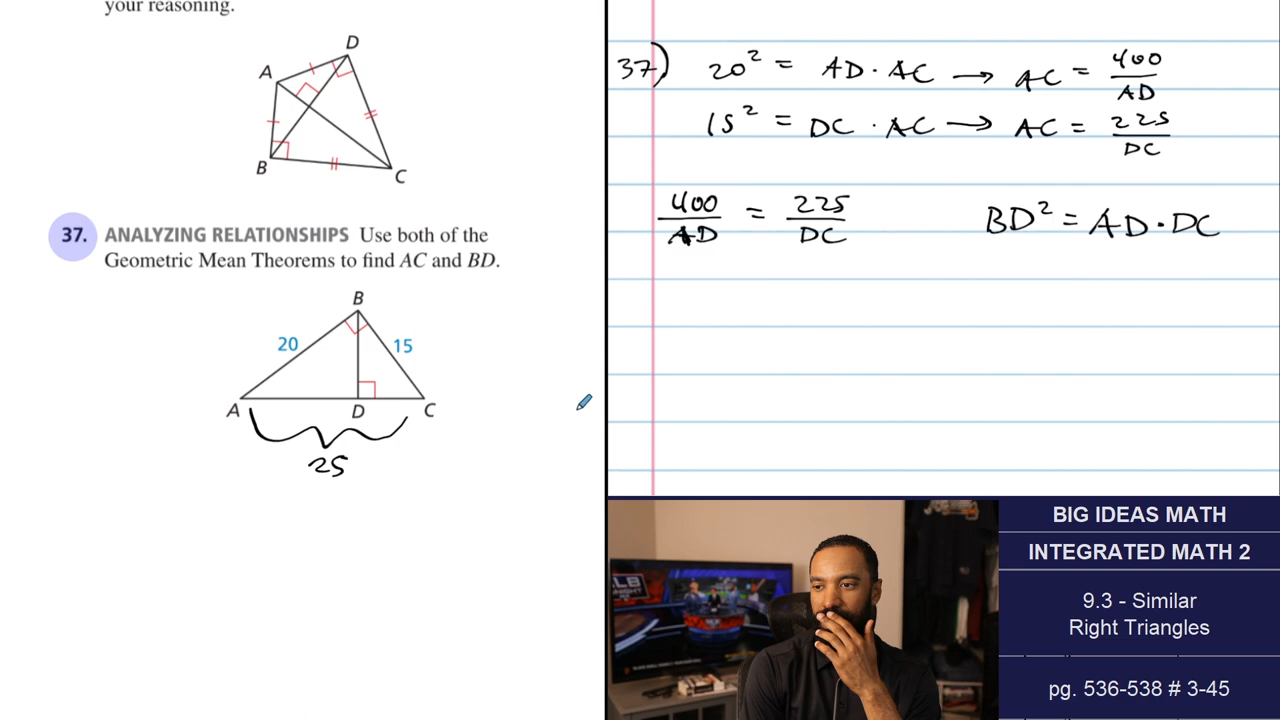 your reasoning.
D
A
B
C
37. ANALYZING RELATIONSHIPS Use both of the
Geometric Mean Theorems to find AC and BD.
B
20
15
A
D
C
25
37) 20² = AD · AC → AC = 400/AD
15² = DC · AC → AC = 225/DC
400/AD = 225/DC
BD² = AD · DC
BIG IDEAS MATH
INTEGRATED MATH 2
9.3 - Similar
Right Triangles
pg. 536-538 # 3-45